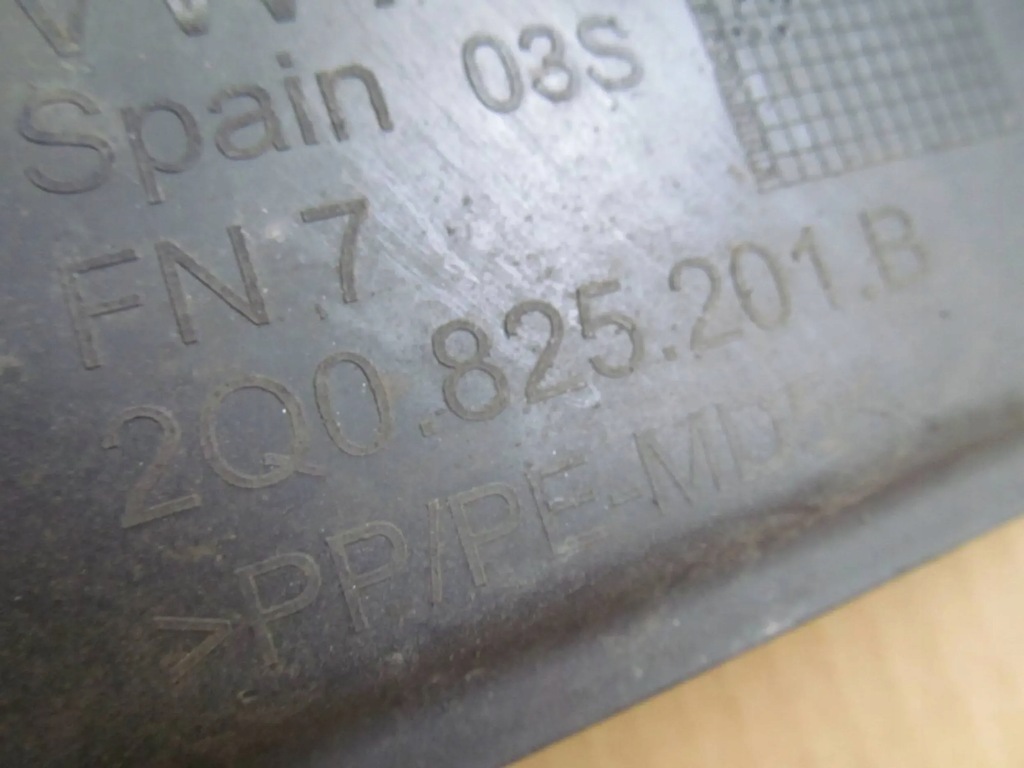 Spain 03S
FN 7
2Q0.825.201.B
>PP/PE-MD